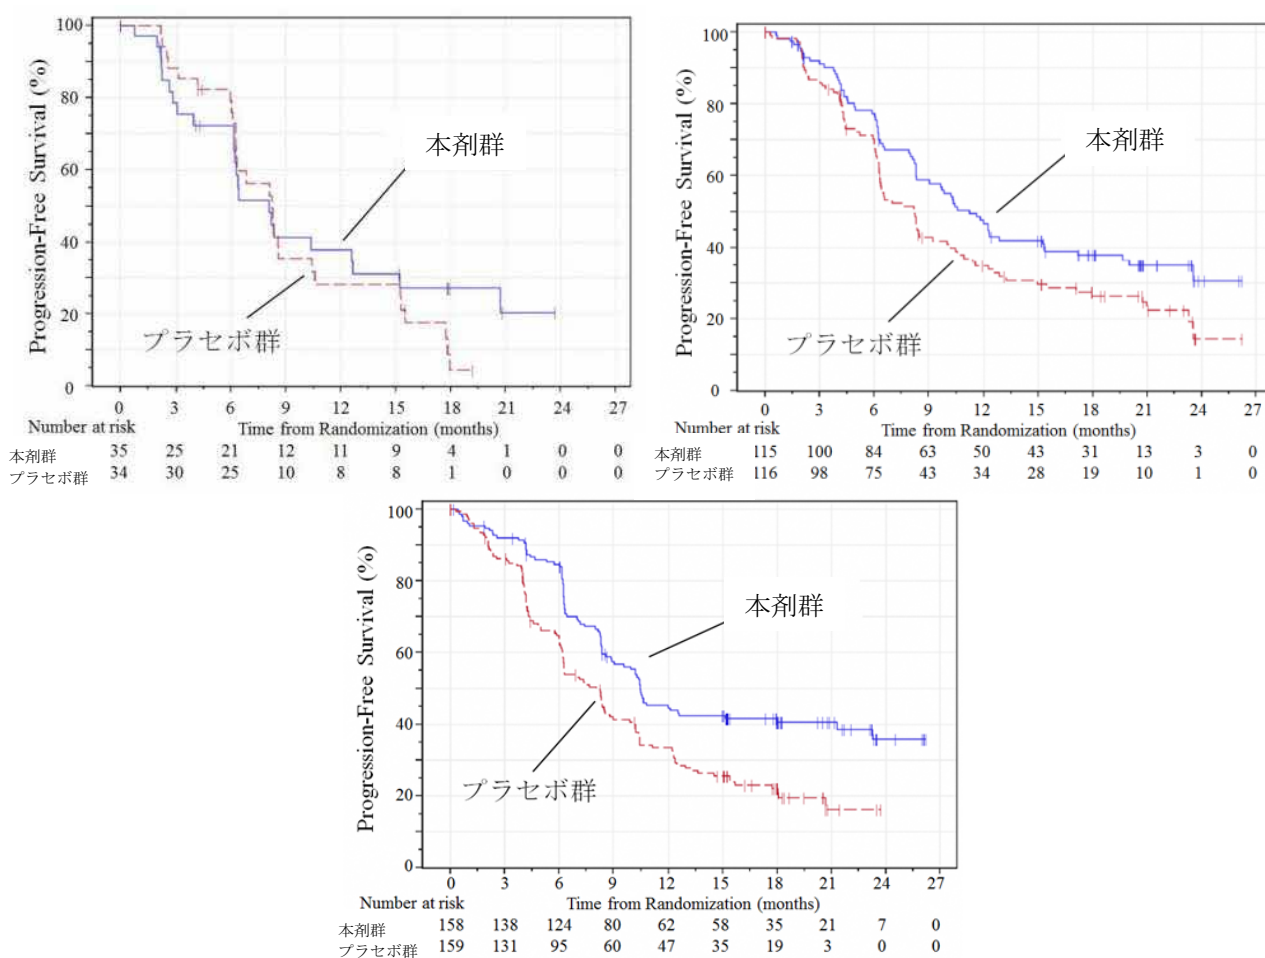 Progression-Free Survival (%)
100
80
60
40
20
0
本剤群
プラセボ群
0 3 6 9 12 15 18 21 24 27
Number at risk Time from Randomization (months)
本剤群 35 25 21 12 11 9 4 1 0 0
プラセボ群 34 30 25 10 8 8 1 0 0 0
Progression-Free Survival (%)
100
80
60
40
20
0
本剤群
プラセボ群
0 3 6 9 12 15 18 21 24 27
Number at risk Time from Randomization (months)
本剤群 115 100 84 63 50 43 31 13 3 0
プラセボ群 116 98 75 43 34 28 19 10 1 0
Progression-Free Survival (%)
100
80
60
40
20
0
本剤群
プラセボ群
0 3 6 9 12 15 18 21 24 27
Number at risk Time from Randomization (months)
本剤群 158 138 124 80 62 58 35 21 7 0
プラセボ群 159 131 95 60 47 35 19 3 0 0